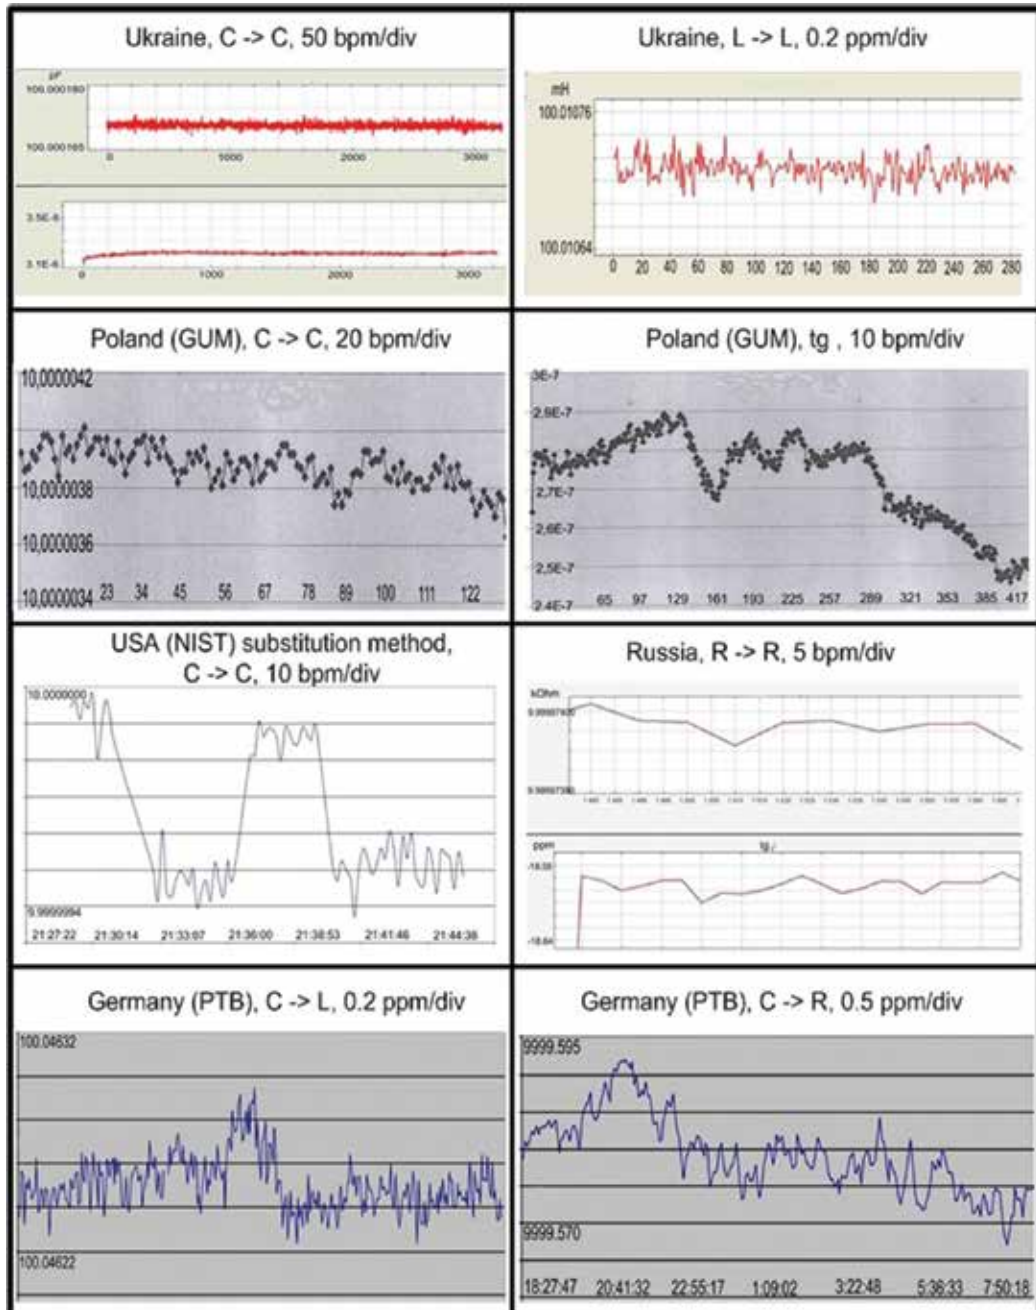 Ukraine, C -> C, 50 bpm/div
pF
100.000180
100.000165
0 1000 2000 3000
3.5E-6
3.1E-6
0 1000 2000 3000
Ukraine, L -> L, 0.2 ppm/div
mH
100.01076
100.01064
0 20 40 60 80 100 120 140 160 180 200 220 240 260 280
Poland (GUM), C -> C, 20 bpm/div
10,0000042
10,0000038
10,0000036
10,0000034
23 34 45 56 67 78 89 100 111 122
Poland (GUM), tg , 10 bpm/div
3E-7
2.9E-7
2,7E-7
2,6E-7
2,5E-7
2.4E-7
65 97 129 161 193 225 257 289 321 353 385 417
USA (NIST) substitution method,
C -> C, 10 bpm/div
10.0000000
9.9999994
21:27:22 21:30:14 21:33:07 21:36:00 21:38:53 21:41:46 21:44:38
Russia, R -> R, 5 bpm/div
kOhm
ppm
tg
-18.64
Germany (PTB), C -> L, 0.2 ppm/div
100.04632
100.04622
Germany (PTB), C -> R, 0.5 ppm/div
9999.595
9999.570
18:27:47 20:41:32 22:55:17 1:09:02 3:22:48 5:36:33 7:50:18